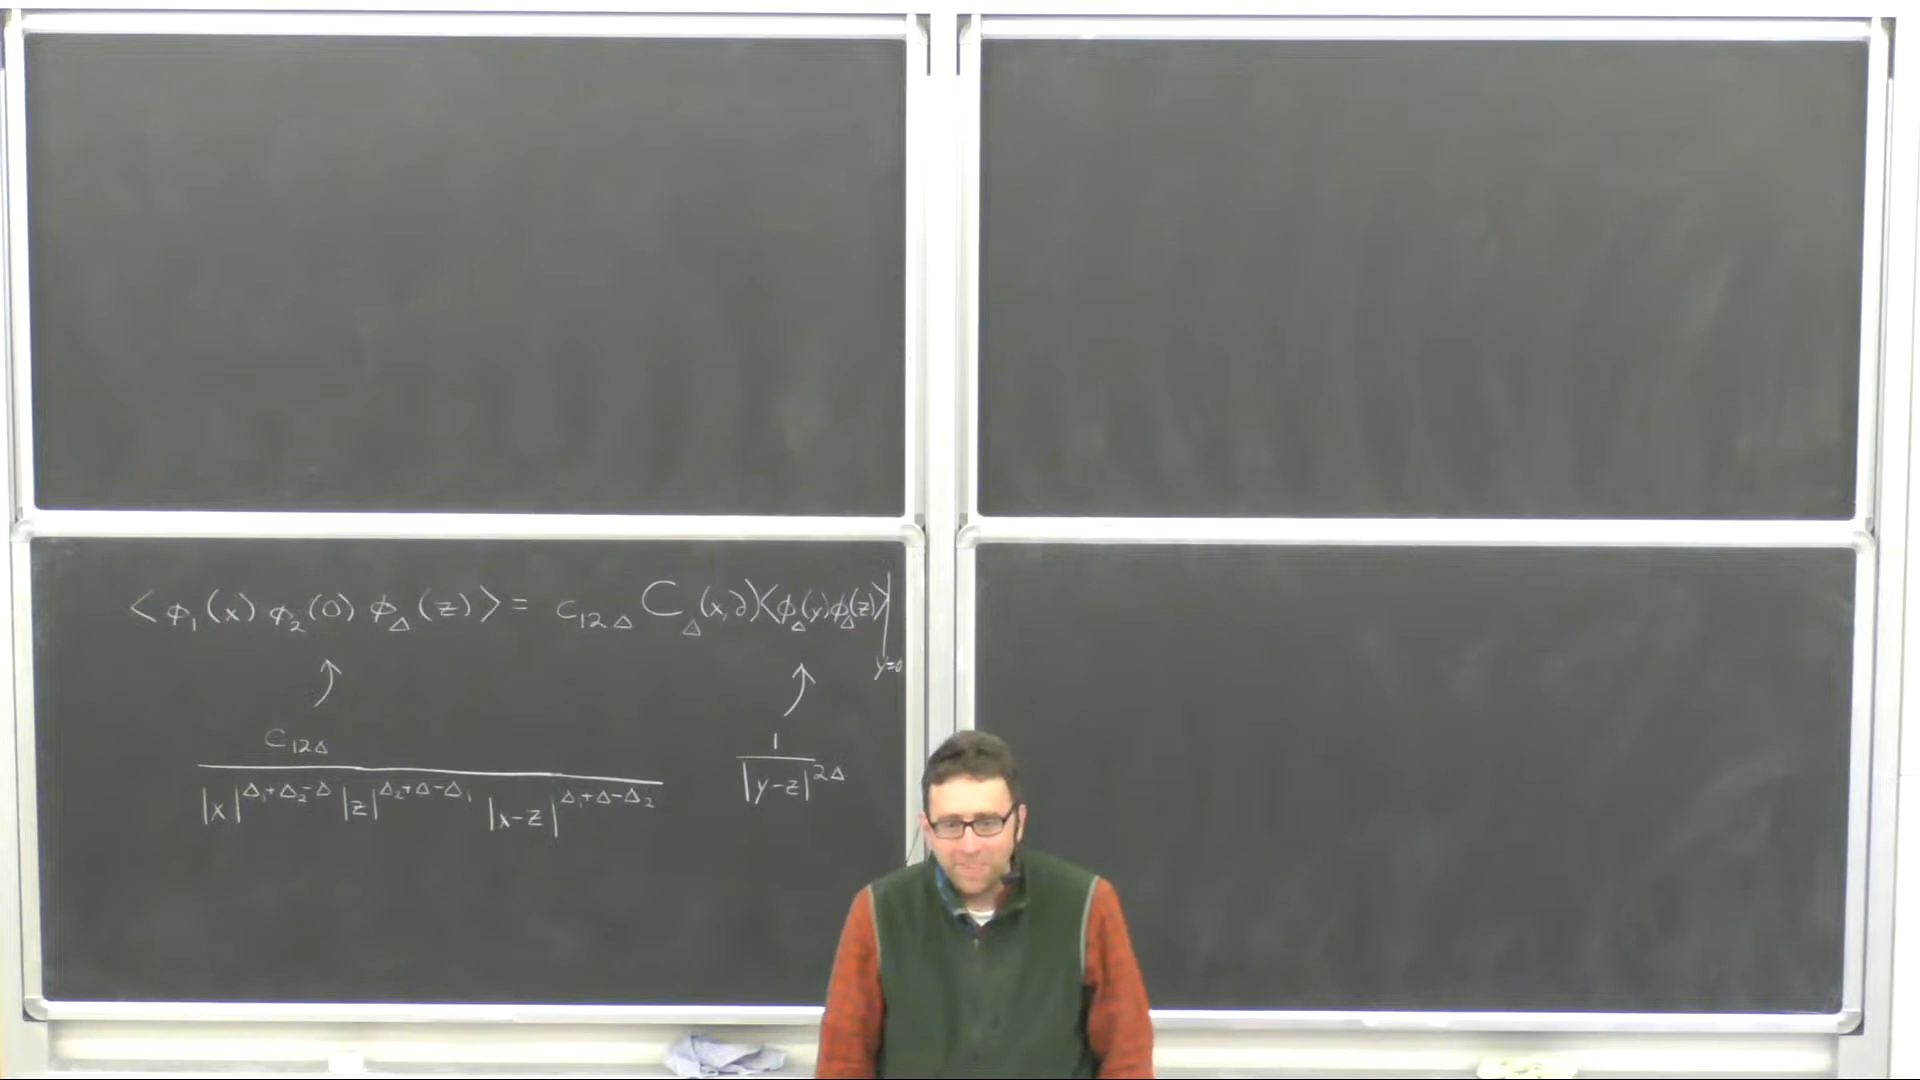 < φ₁(x) φ₂(0) φ_Δ(z) > = c₁₂Δ C_Δ(x,∂)<φ_Δ(y)φ_Δ(z)>|_{y=0}
c₁₂Δ / |x|^{Δ₁+Δ₂-Δ} |z|^{Δ₂+Δ-Δ₁} |x-z|^{Δ₁+Δ-Δ₂}
1 / |y-z|^{2Δ}